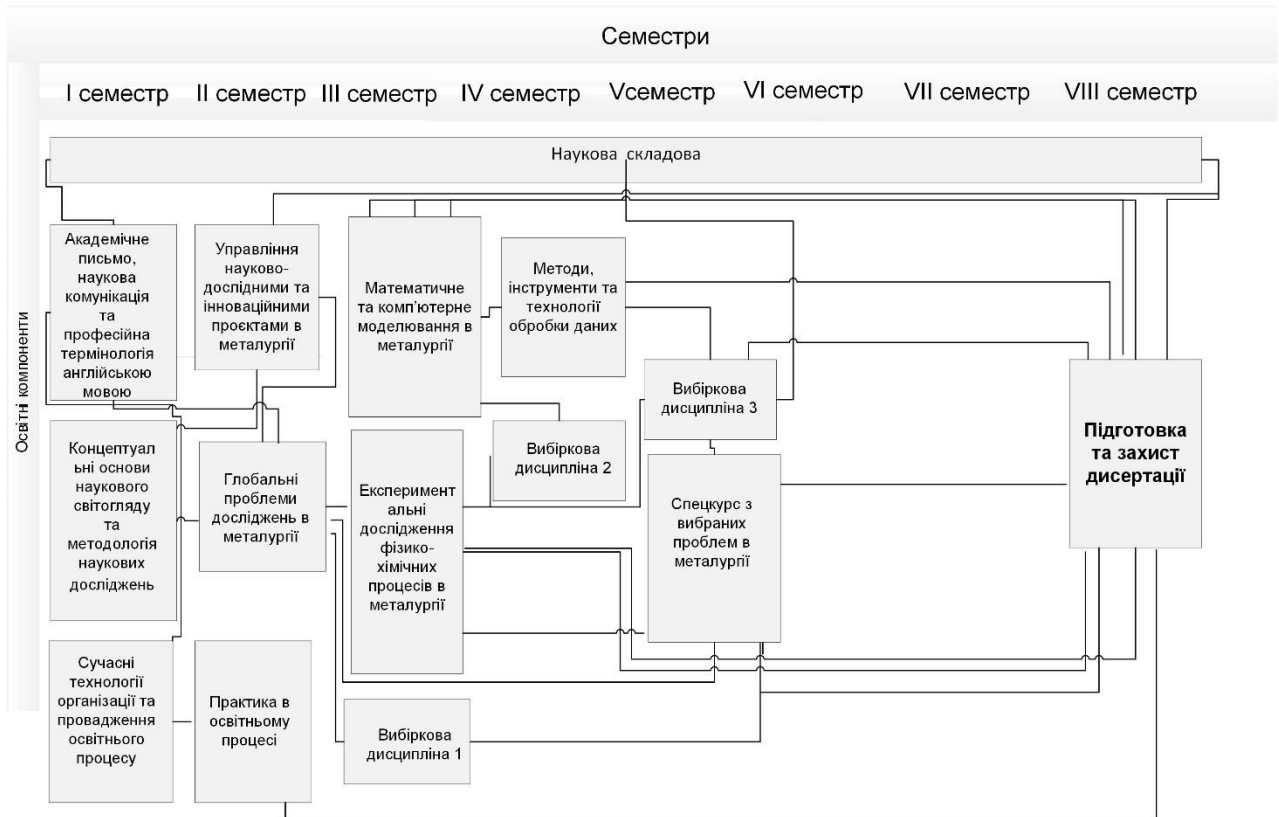 Семестри
I семестр
II семестр
III семестр
IV семестр
Vсеместр
VI семестр
VII семестр
VIII семестр
Освітні компоненти
Наукова складова
Академічне
письмо,
наукова
комунікація
та
професійна
термінологія
англійською
мовою
Управління
науково-
дослідними та
інноваційними
проєктами в
металургії
Математичне
та комп’ютерне
моделювання в
металургії
Методи,
інструменти та
технології
обробки даних
Вибіркова
дисципліна 3
Підготовка
та захист
дисертації
Концептуал
ьні основи
наукового
світогляду
та
методологія
наукових
досліджень
Глобальні
проблеми
досліджень в
металургії
Експеримент
альні
дослідження
фізико-
хімічних
процесів в
металургії
Вибіркова
дисципліна 2
Спецкурс з
вибраних
проблем в
металургії
Сучасні
технології
організації та
провадження
освітнього
процесу
Практика в
освітньому
процесі
Вибіркова
дисципліна 1